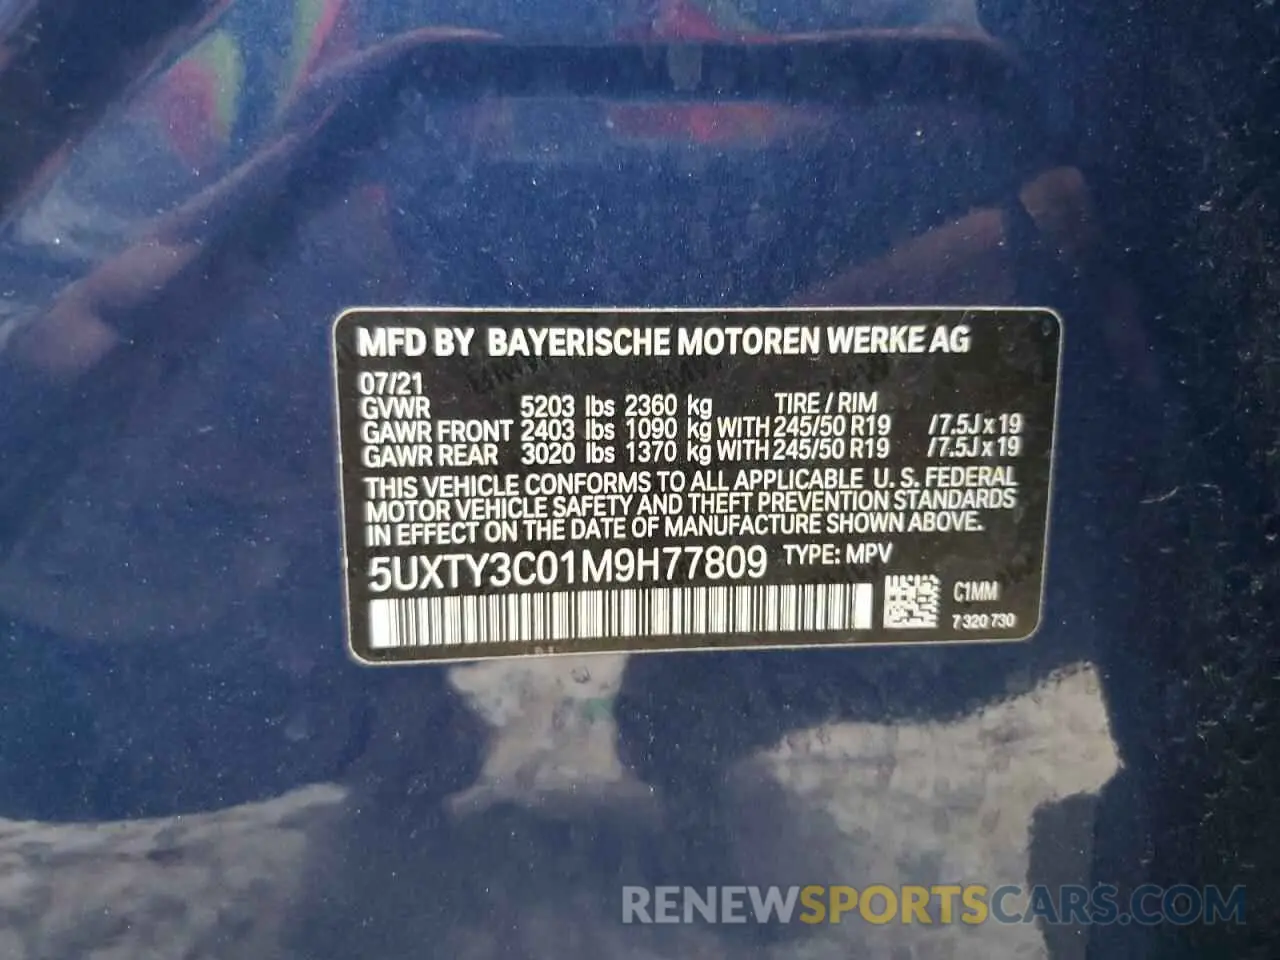 MFD BY BAYERISCHE MOTOREN WERKE AG
07/21
GVWR 5203 lbs 2360 kg TIRE / RIM
GAWR FRONT 2403 lbs 1090 kg WITH 245/50 R19 /7.5J x 19
GAWR REAR 3020 lbs 1370 kg WITH 245/50 R19 /7.5J x 19
THIS VEHICLE CONFORMS TO ALL APPLICABLE U. S. FEDERAL
MOTOR VEHICLE SAFETY AND THEFT PREVENTION STANDARDS
IN EFFECT ON THE DATE OF MANUFACTURE SHOWN ABOVE.
5UXTY3C01M9H77809 TYPE: MPV
C1MM
7 320 730
RENEWSPORTSCARS.COM